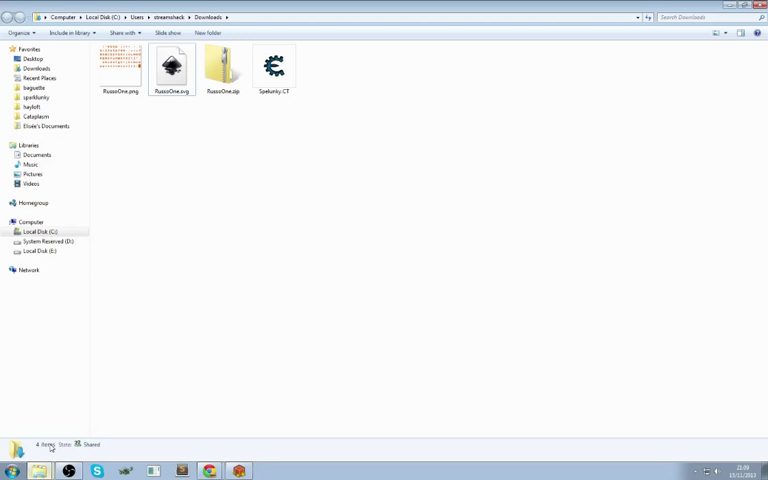 Computer ▸ Local Disk (C:) ▸ Users ▸ streamshack ▸ Downloads ▸
Search Downloads
Organise ▾ Include in library ▾ Share with ▾ Slide show New folder
Favorites
Desktop
Downloads
Recent Places
baguette
sparklunky
hayloft
Cataplasm
Elisée's Documents
Libraries
Documents
Music
Pictures
Videos
Homegroup
Computer
Local Disk (C:)
System Reserved (D:)
Local Disk (E:)
Network
RussoOne.png RussoOne.svg RussoOne.zip Spelunky.CT
4 items State: Shared
21:09
15/11/2013